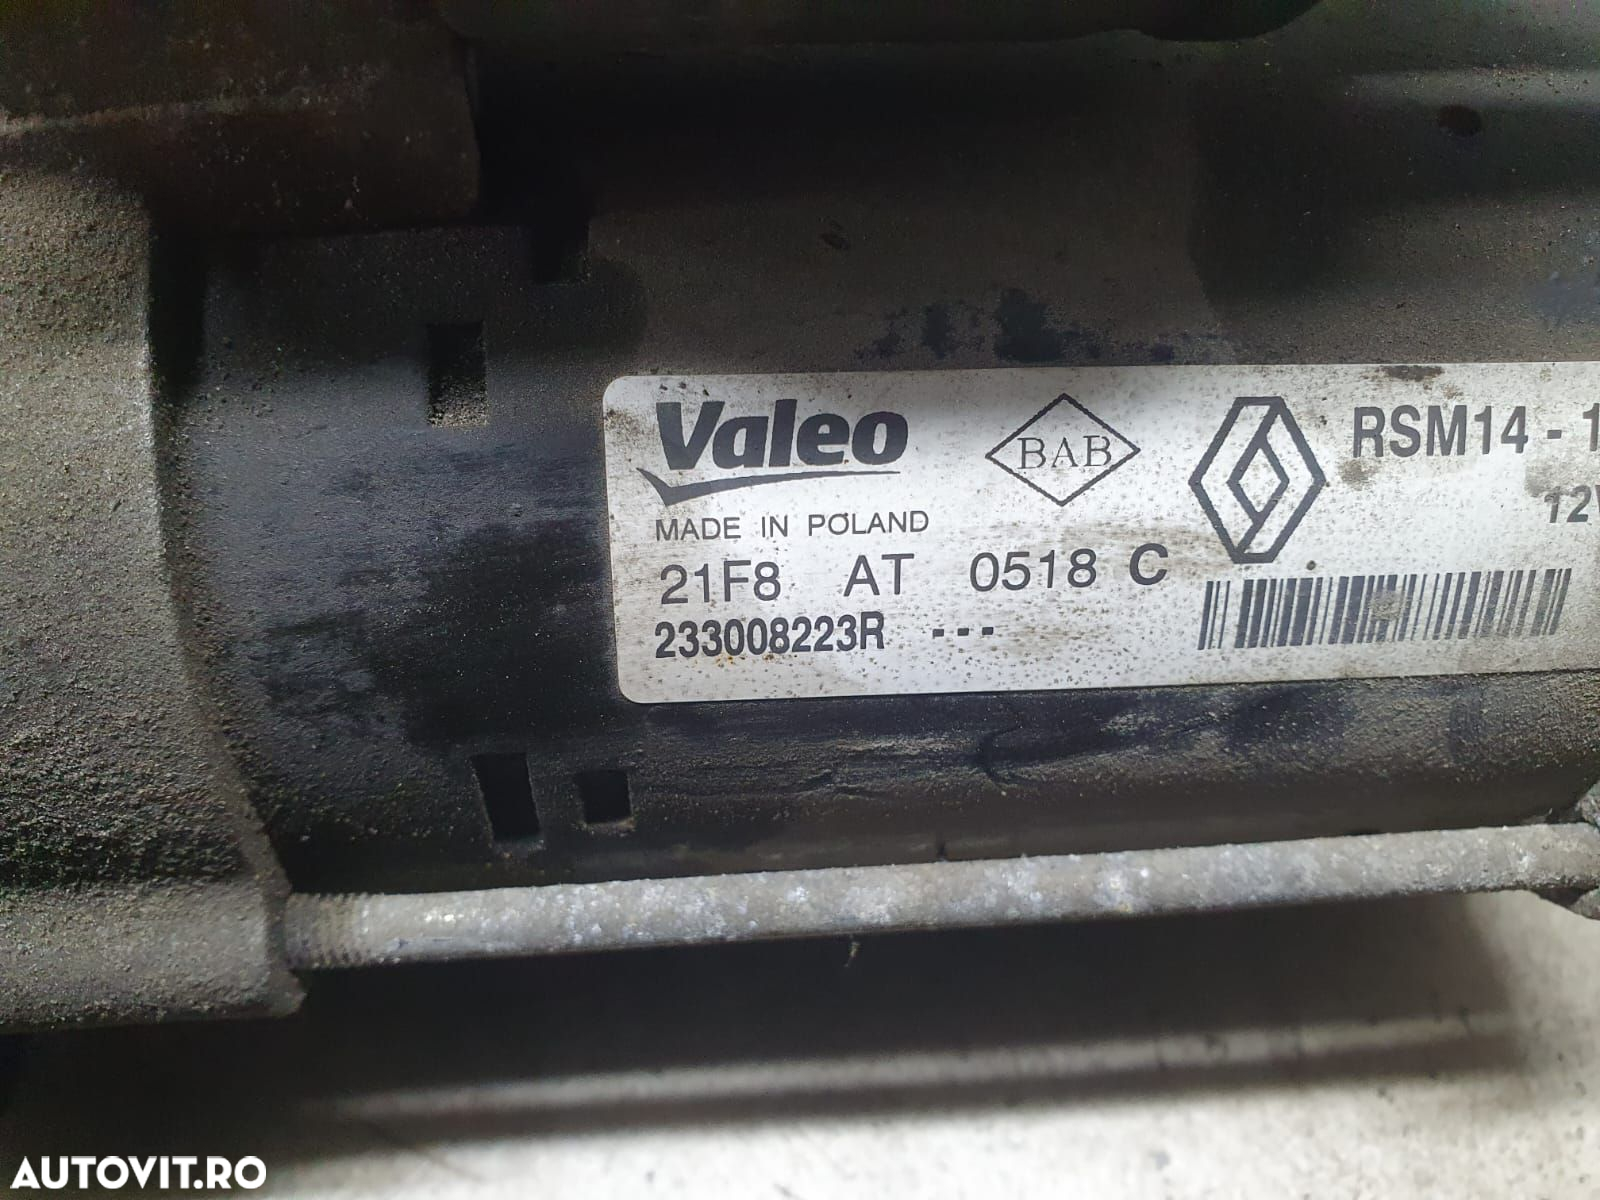 Valeo BAB RSM14 - 1
MADE IN POLAND 12V
21F8 AT 0518 C
233008223R ---
AUTOVIT.RO